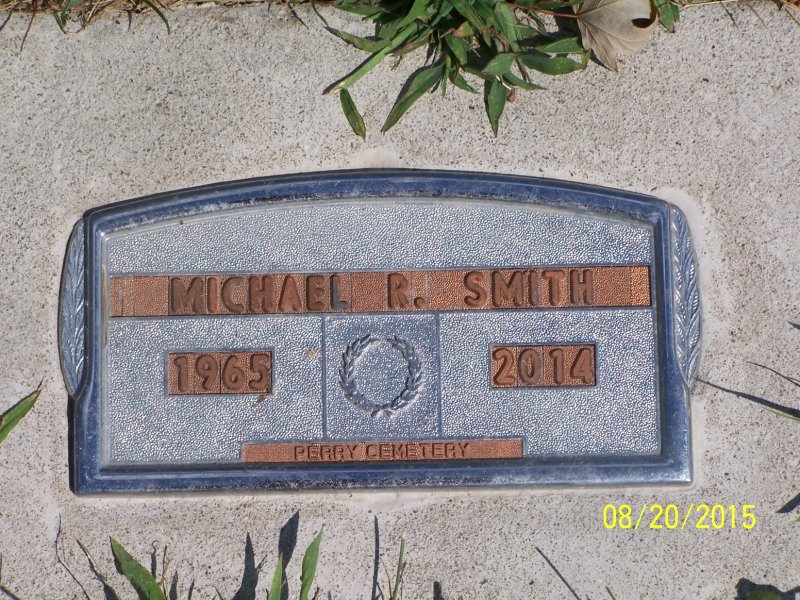 MICHAEL R. SMITH
1965 2014
PERRY CEMETERY
08/20/2015